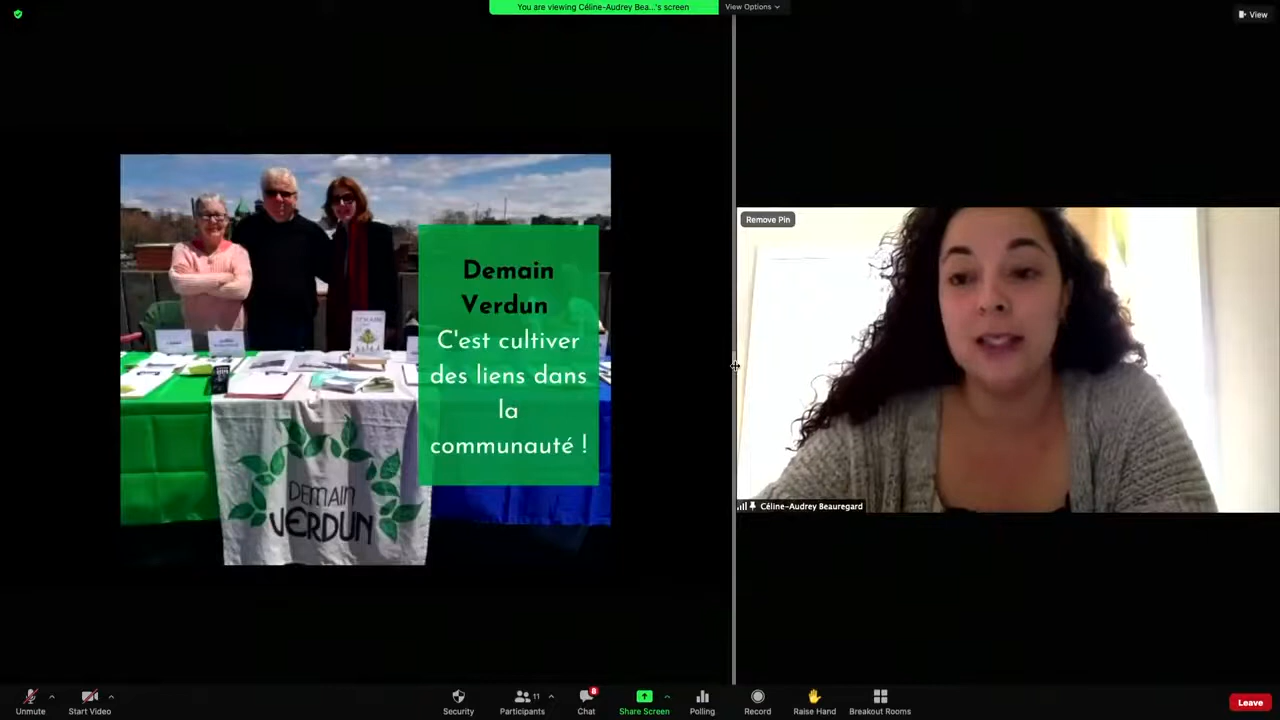 You are viewing Céline-Audrey Bea...'s screen
View Options
View
Remove Pin
Demain
Verdun
C'est cultiver
des liens dans
la
communauté !
DEMAIN
VERDUN
Céline-Audrey Beauregard
Unmute
Start Video
Security
Participants
11
Chat
8
Share Screen
Polling
Record
Raise Hand
Breakout Rooms
Leave